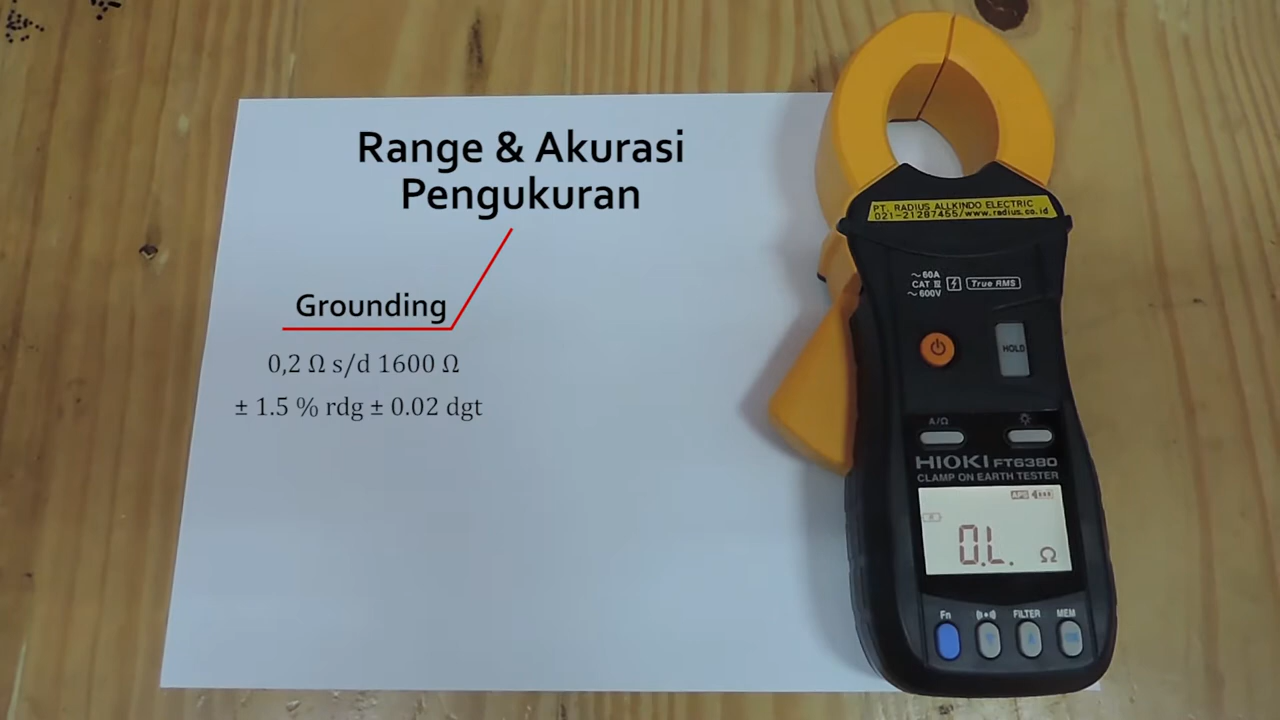 Range & Akurasi
Pengukuran
Grounding
0,2 Ω s/d 1600 Ω
± 1.5 % rdg ± 0.02 dgt
PT. RADIUS ALLKINDO ELECTRIC
021-21287455/www.radius.co.id
~60A
CAT IV
~600V
True RMS
HOLD
A/Ω
HIOKI FT6380
CLAMP ON EARTH TESTER
APS
O.L. Ω
Fn
FILTER
MEM